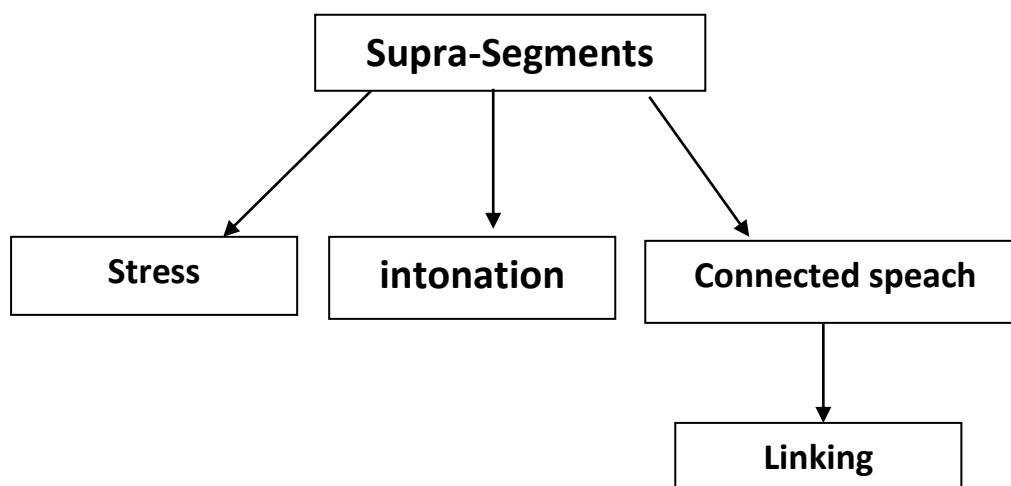 Supra-Segments
Stress
intonation
Connected speach
Linking